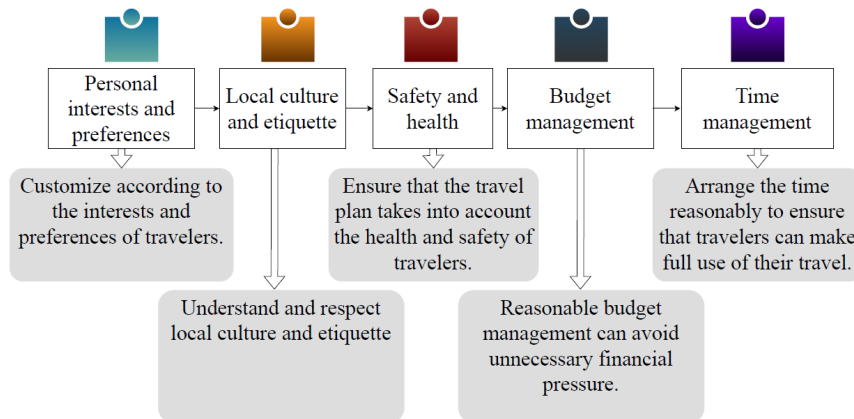 Personal
interests and
preferences
Local culture
and etiquette
Safety and
health
Budget
management
Time
management
Customize according to
the interests and
preferences of travelers.
Ensure that the travel
plan takes into account
the health and safety of
travelers.
Arrange the time
reasonably to ensure
that travelers can make
full use of their travel.
Understand and respect
local culture and etiquette
Reasonable budget
management can avoid
unnecessary financial
pressure.